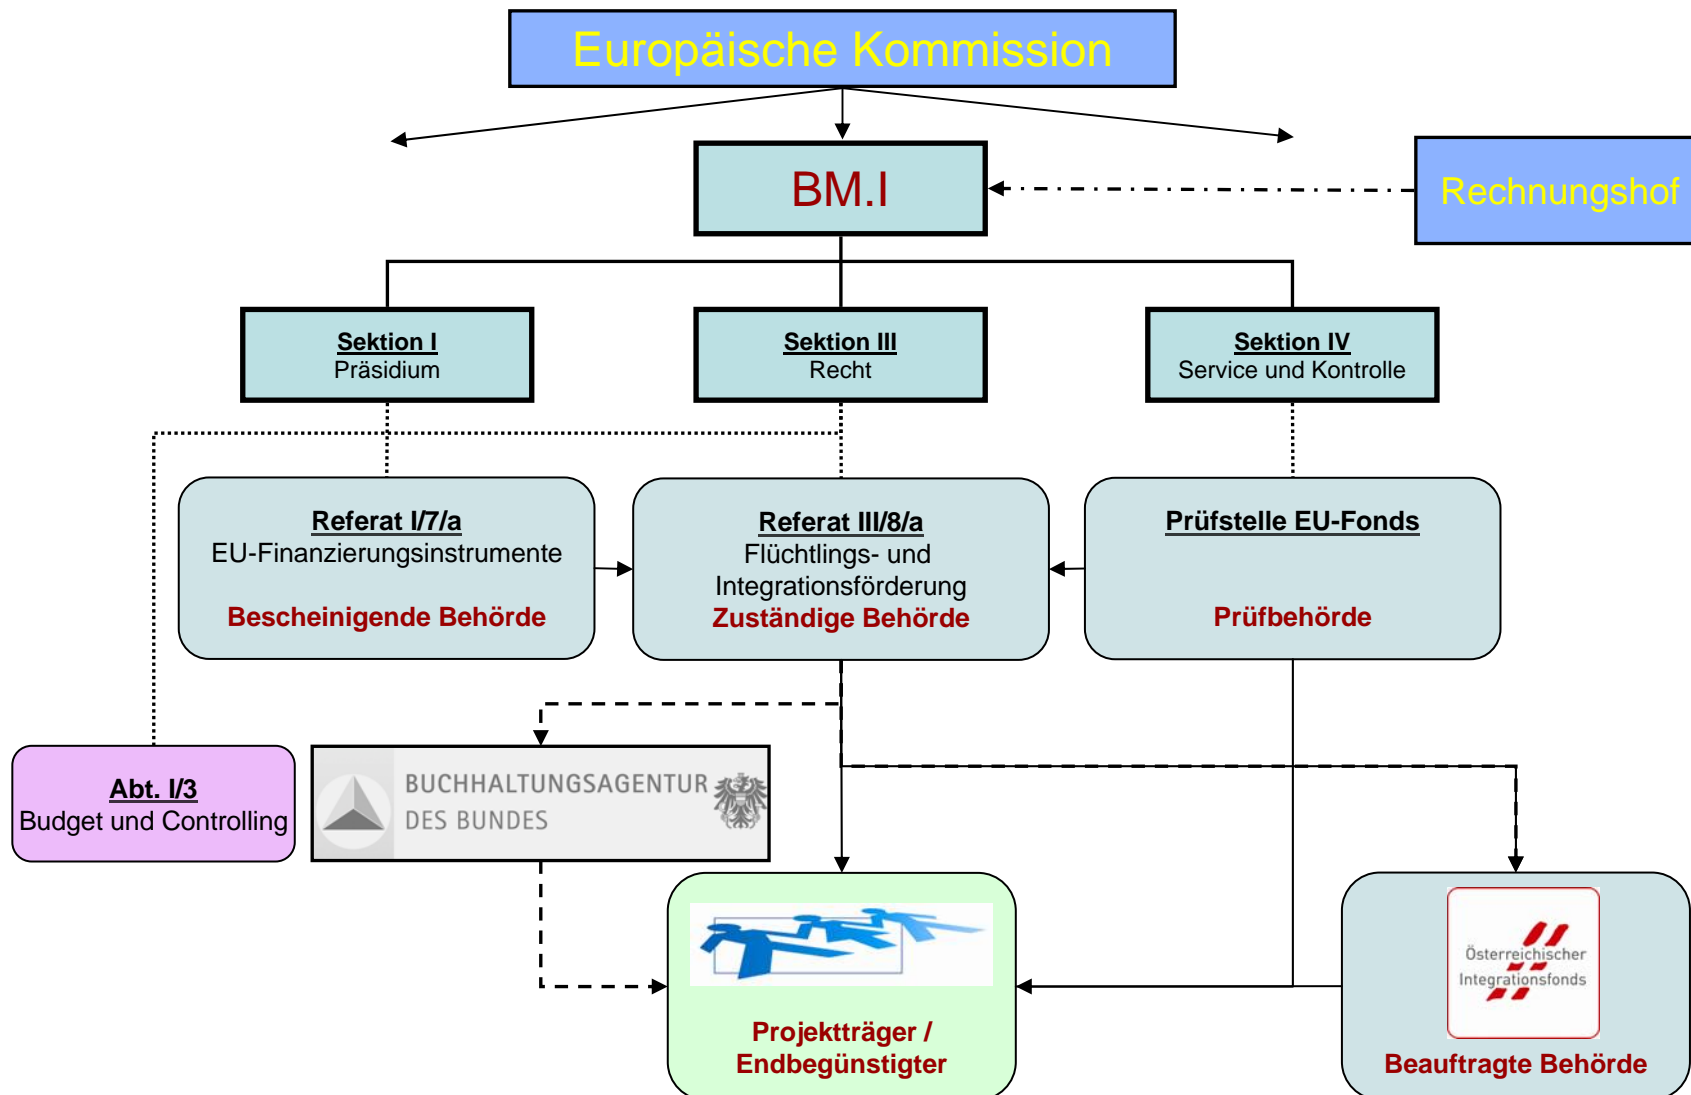 Europäische Kommission
BM.I
Rechnungshof
Sektion I
Präsidium
Sektion III
Recht
Sektion IV
Service und Kontrolle
Referat I/7/a
EU-Finanzierungsinstrumente
Bescheinigende Behörde
Referat III/8/a
Flüchtlings- und
Integrationsförderung
Zuständige Behörde
Prüfstelle EU-Fonds
Prüfbehörde
Abt. I/3
Budget und Controlling
BUCHHALTUNGSAGENTUR
DES BUNDES
Projektträger /
Endbegünstigter
Österreichischer
Integrationsfonds
Beauftragte Behörde